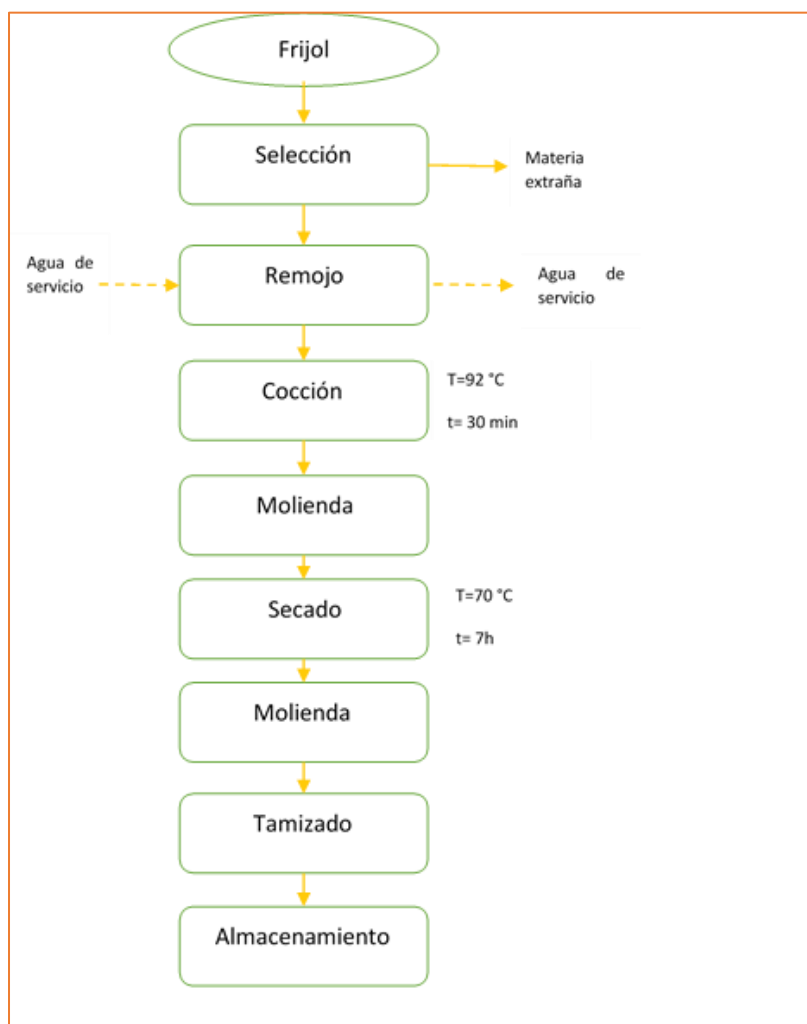 Frijol
Selección
Materia
extraña
Agua de
servicio
Remojo
Agua de
servicio
Cocción
T=92 °C
t= 30 min
Molienda
Secado
T=70 °C
t= 7h
Molienda
Tamizado
Almacenamiento